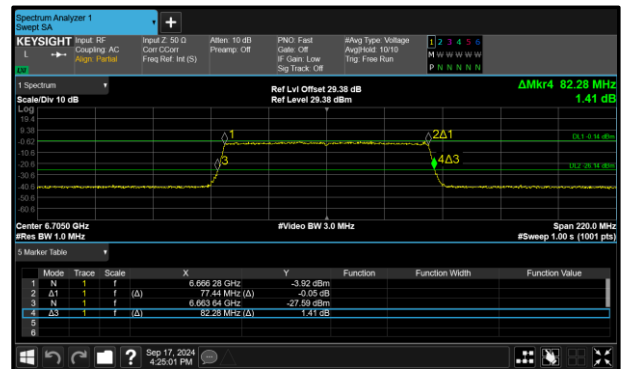 Spectrum Analyzer 1
Swept SA
+
KEYSIGHT Input: RF Input Z: 50 Ω Atten: 10 dB PNO: Fast #Avg Type: Voltage 1 2 3 4 5 6
L Coupling: AC Corr CCorr Preamp: Off Gate: Off Avg|Hold: 10/10 M W W W W W
Align: Partial Freq Ref: Int (S) IF Gain: Low Trig: Free Run
Sig Track: Off P N N N N N
1 Spectrum Ref Lvl Offset 29.38 dB ΔMkr4 82.28 MHz
Scale/Div 10 dB Ref Level 29.38 dBm 1.41 dB
Log
19.4
9.38
-0.62
-10.6
-20.6
-30.6
-40.6
-50.6
-60.6
1 2Δ1
3 4Δ3
DL1 -0.14 dBm
DL2 -26.14 dBm
Center 6.7050 GHz #Video BW 3.0 MHz Span 220.0 MHz
#Res BW 1.0 MHz #Sweep 1.00 s (1001 pts)
5 Marker Table
Mode Trace Scale X Y Function Function Width Function Value
1 N 1 f 6.666 28 GHz -3.92 dBm
2 Δ1 1 f (Δ) 77.44 MHz (Δ) -0.05 dB
3 N 1 f 6.663 64 GHz -27.59 dBm
4 Δ3 1 f (Δ) 82.28 MHz (Δ) 1.41 dB
5
6
? Sep 17, 2024
4:25:01 PM